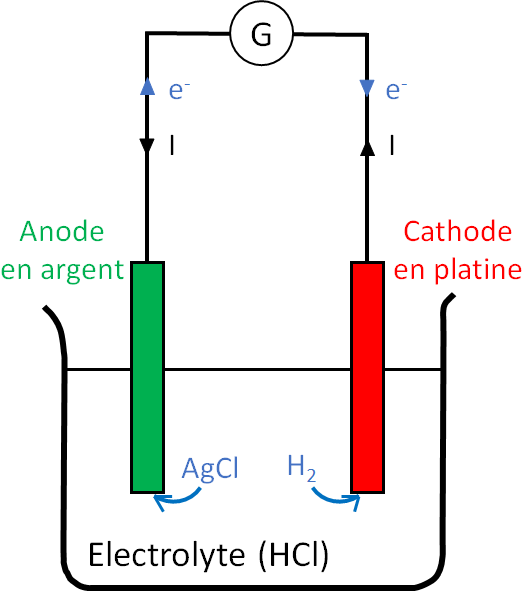 G
e⁻
e⁻
I
I
Anode
en argent
Cathode
en platine
AgCl
H₂
Electrolyte (HCl)